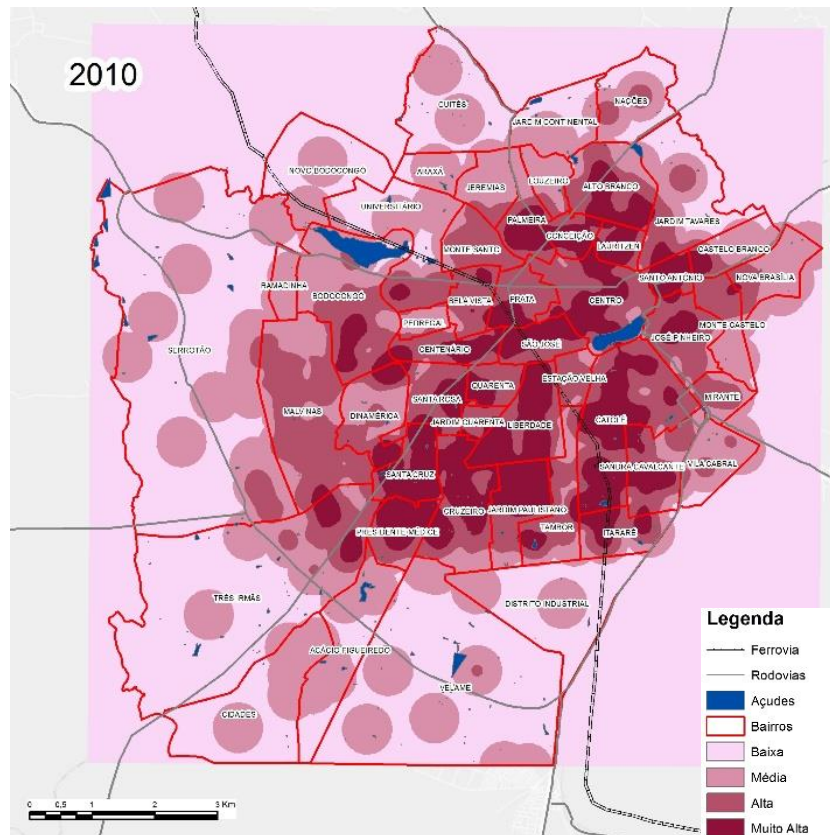 2010
CUITÉS
NAÇÕES
JARDIM CONTINENTAL
NOVO BODOCONGÓ
ARAXÁ
JEREMIAS
LOUZEIRO
ALTO BRANCO
UNIVERSITÁRIO
PALMEIRA
CONCEIÇÃO
JARDIM TAVARES
LAURITZEN
MONTE SANTO
CASTELO BRANCO
SANTO ANTÔNIO
NOVA BRASÍLIA
RAMADINHA
BODOCONGÓ
BELA VISTA
PRATA
CENTRO
PEDREGAL
MONTE CASTELO
JOSÉ PINHEIRO
SÃO JOSÉ
CENTENÁRIO
SERROTÃO
ESTAÇÃO VELHA
QUARENTA
MIRANTE
SANTA ROSA
MALVINAS
DINAMÉRICA
JARDIM QUARENTA
LIBERDADE
CATOLÉ
SANTA CRUZ
SANDRA CAVALCANTE
VILA CABRAL
CRUZEIRO
JARDIM PAULISTANO
TAMBOR
PRESIDENTE MÉDICE
ITARARÉ
TRÊS IRMÃS
DISTRITO INDUSTRIAL
ACÁCIO FIGUEIREDO
VELAME
CIDADES
Legenda
Ferrovia
Rodovias
Açudes
Bairros
Baixa
Média
Alta
Muito Alta
0 0,5 1 2 3 Km